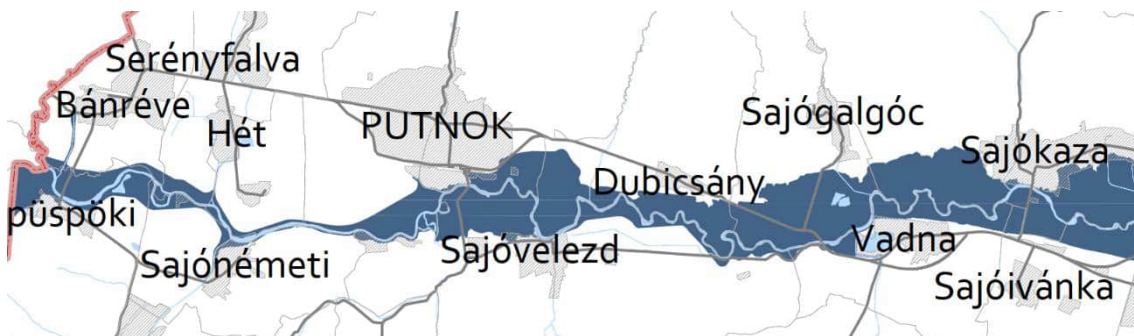 Serényfalva
Bánréve
Hét
PUTNOK
Sajógalgóc
Sajókaza
Dubicsány
püspöki
Sajónémeti
Sajóvelezd
Vadna
Sajóivánka